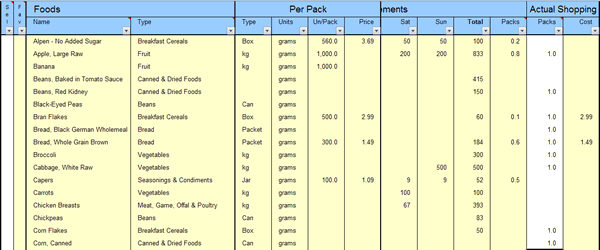 Sel Fav Foods Per Pack ments Actual Shopping
Name Type Type Units Un/Pack Price Sat Sun Total Packs Packs Cost
Alpen - No Added Sugar Breakfast Cereals Box grams 560.0 3.69 50 50 100 0.2
Apple, Large Raw Fruit kg grams 1,000.0 200 200 833 0.8 1.0
Banana Fruit kg grams 1,000.0
Beans, Baked in Tomato Sauce Canned & Dried Foods grams 415
Beans, Red Kidney Canned & Dried Foods grams 150 1.0
Black-Eyed Peas Beans Can grams
Bran Flakes Breakfast Cereals Box grams 500.0 2.99 60 0.1 1.0 2.99
Bread, Black German Wholemeal Bread Packet grams 1.0
Bread, Whole Grain Brown Bread Packet grams 300.0 1.49 184 0.6 1.0 1.49
Broccoli Vegetables kg grams 300 1.0
Cabbage, White Raw Vegetables kg grams 500 500 1.0
Capers Seasonings & Condiments Jar grams 100.0 1.09 9 9 52 0.5
Carrots Vegetables kg grams 100 100
Chicken Breasts Meat, Game, Offal & Poultry kg grams 67 393
Chickpeas Beans Can grams 83
Corn Flakes Breakfast Cereals Box grams 50 1.0
Corn, Canned Canned & Dried Foods Can grams 1.0